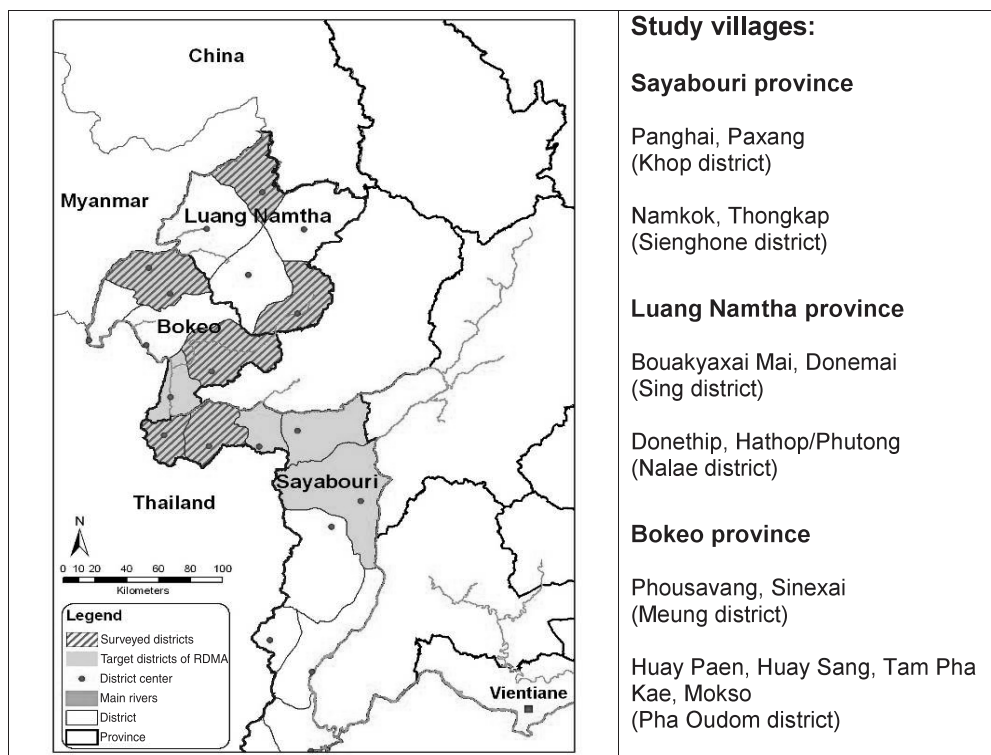 China
Myanmar
Luang Namtha
Bokeo
Sayabouri
Thailand
N
0 10 20 40 60 80 100
Kilometers
Legend
Surveyed districts
Target districts of RDMA
District center
Main rivers
District
Province
Vientiane
Study villages:
Sayabouri province
Panghai, Paxang
(Khop district)
Namkok, Thongkap
(Sienghone district)
Luang Namtha province
Bouakyaxai Mai, Donemai
(Sing district)
Donethip, Hathop/Phutong
(Nalae district)
Bokeo province
Phousavang, Sinexai
(Meung district)
Huay Paen, Huay Sang, Tam Pha
Kae, Mokso
(Pha Oudom district)